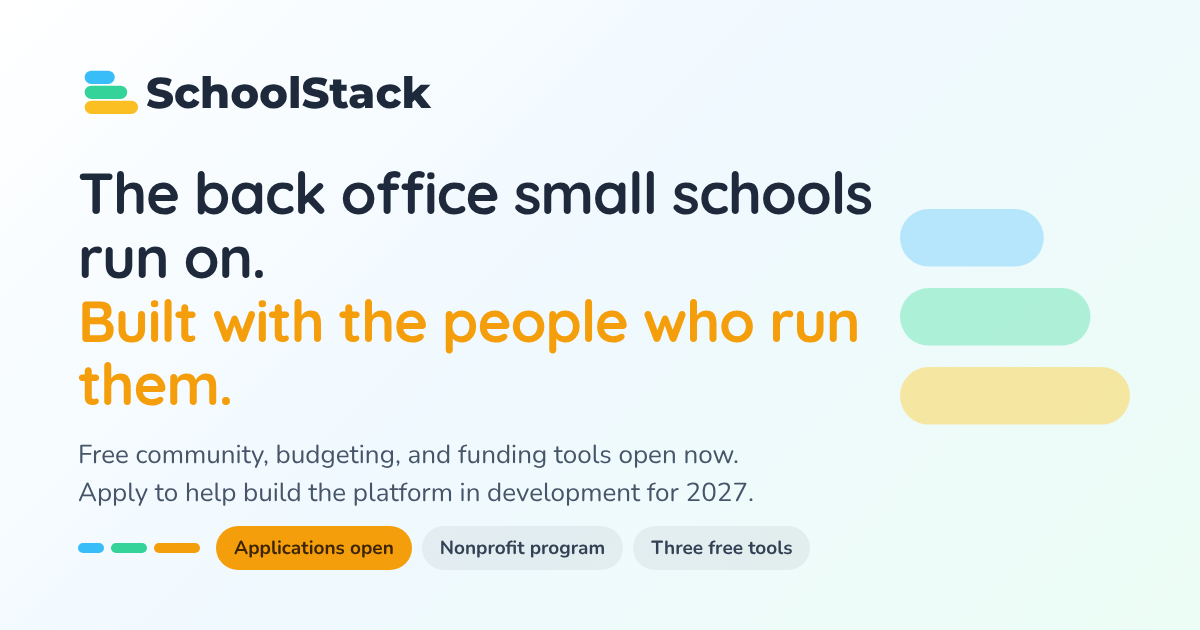 SchoolStack
The back office small schools
run on.
Built with the people who run
them.
Free community, budgeting, and funding tools open now.
Apply to help build the platform in development for 2027.
Applications open
Nonprofit program
Three free tools